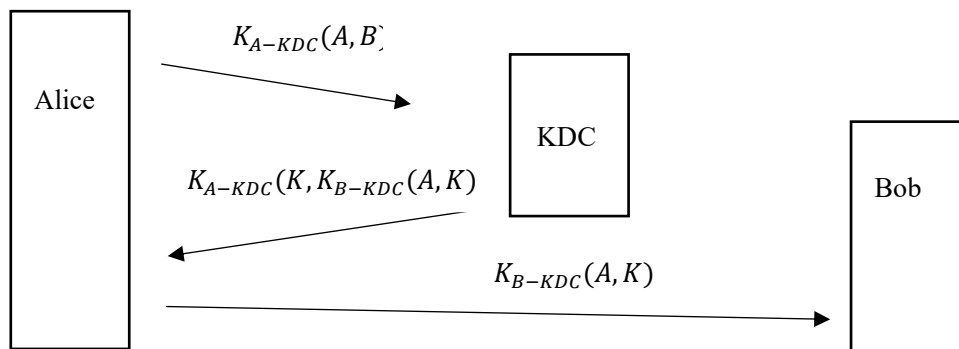 K_{A−KDC}(A, B)
Alice
KDC
K_{A−KDC}(K, K_{B−KDC}(A, K)
Bob
K_{B−KDC}(A, K)